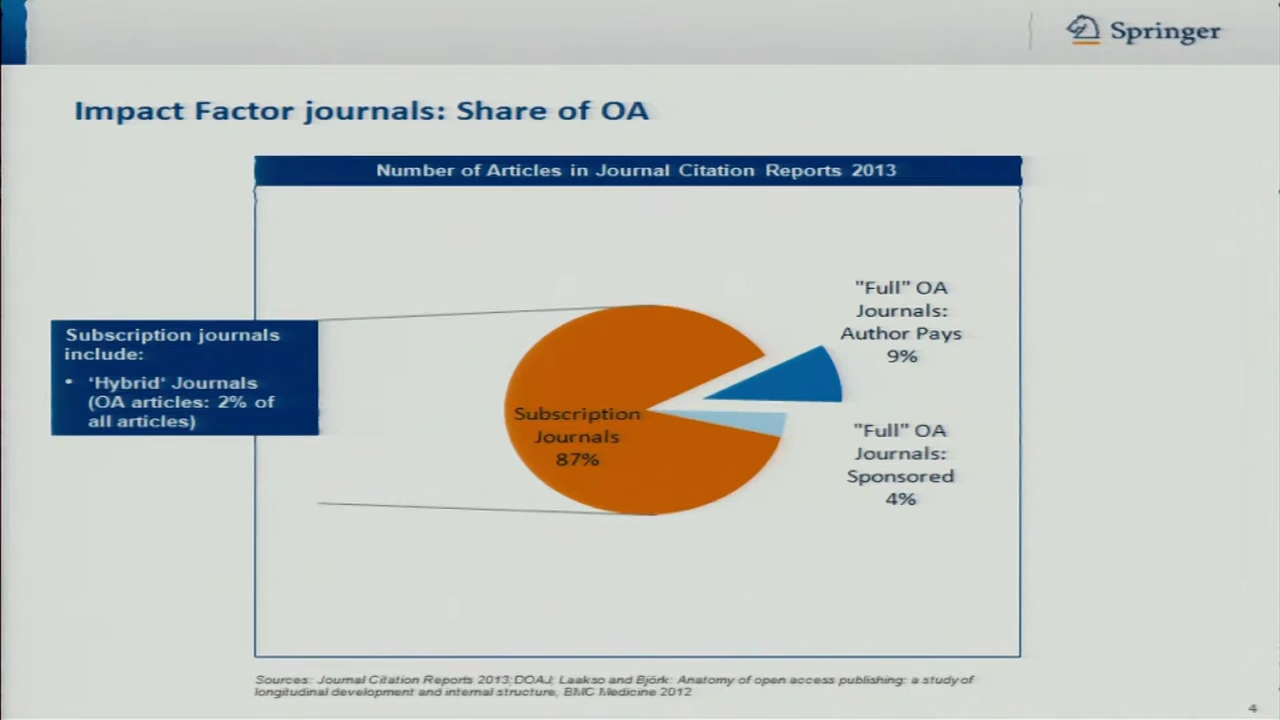 Springer
Impact Factor journals: Share of OA
Number of Articles in Journal Citation Reports 2013
"Full" OA
Journals:
Author Pays
9%
Subscription journals
include:
• ‘Hybrid‘ Journals
(OA articles: 2% of
all articles)
Subscription
Journals
87%
"Full" OA
Journals:
Sponsored
4%
Sources: Journal Citation Reports 2013; DOAJ; Laakso and Björk: Anatomy of open access publishing: a study of
longitudinal development and internal structure, BMC Medicine 2012
4